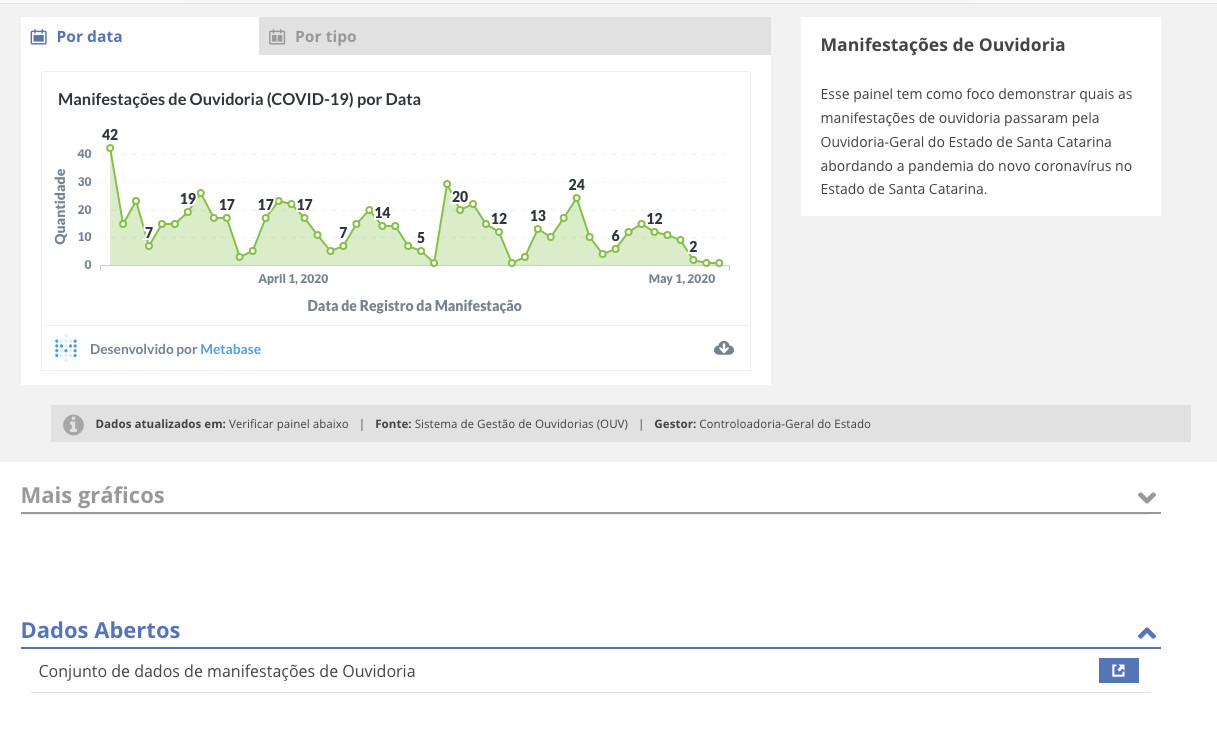 Por data
Por tipo
Manifestações de Ouvidoria (COVID-19) por Data
42
40
30
20
10
0
Quantidade
7
19
17
17
17
7
14
5
20
12
13
24
6
12
2
April 1, 2020
May 1, 2020
Data de Registro da Manifestação
Desenvolvido por Metabase
Manifestações de Ouvidoria
Esse painel tem como foco demonstrar quais as
manifestações de ouvidoria passaram pela
Ouvidoria-Geral do Estado de Santa Catarina
abordando a pandemia do novo coronavírus no
Estado de Santa Catarina.
Dados atualizados em: Verificar painel abaixo | Fonte: Sistema de Gestão de Ouvidorias (OUV) | Gestor: Controloadoria-Geral do Estado
Mais gráficos
Dados Abertos
Conjunto de dados de manifestações de Ouvidoria